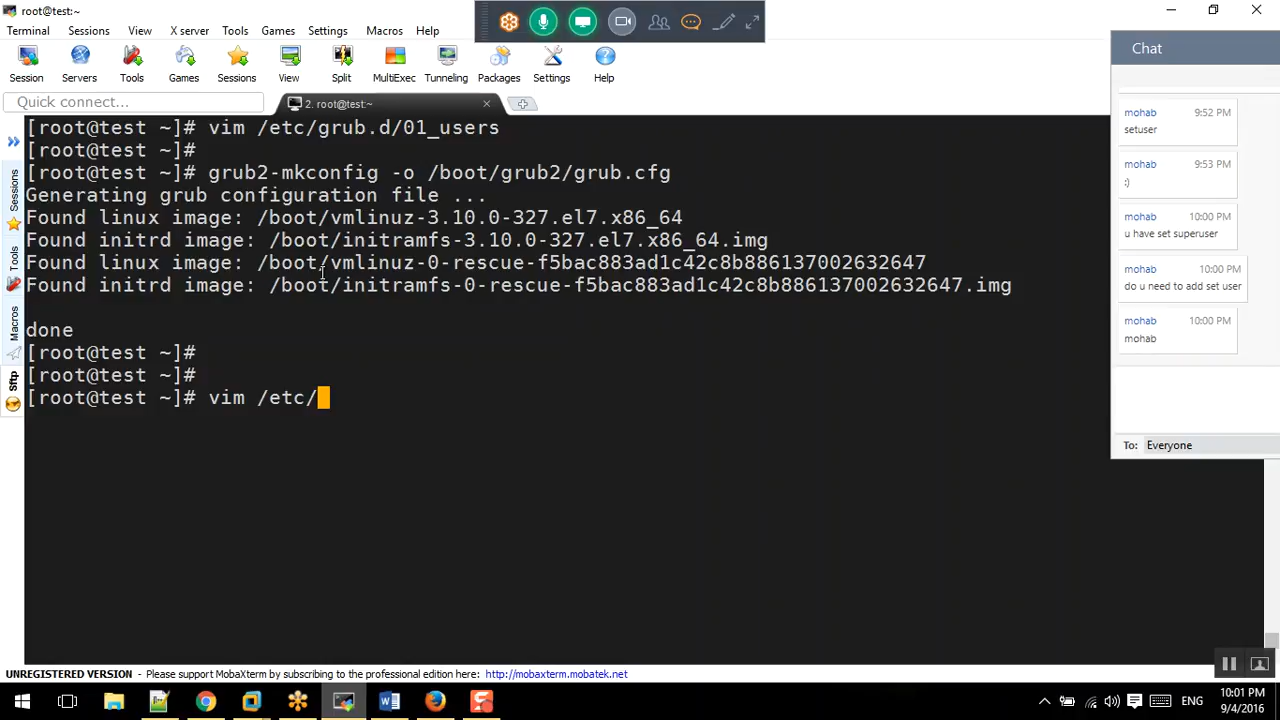 root@test:~
Terminal Sessions View X server Tools Games Settings Macros Help
Session Servers Tools Games Sessions View Split MultiExec Tunneling Packages Settings Help
Quick connect...
2. root@test:~
[root@test ~]# vim /etc/grub.d/01_users
[root@test ~]#
[root@test ~]# grub2-mkconfig -o /boot/grub2/grub.cfg
Generating grub configuration file ...
Found linux image: /boot/vmlinuz-3.10.0-327.el7.x86_64
Found initrd image: /boot/initramfs-3.10.0-327.el7.x86_64.img
Found linux image: /boot/vmlinuz-0-rescue-f5bac883ad1c42c8b886137002632647
Found initrd image: /boot/initramfs-0-rescue-f5bac883ad1c42c8b886137002632647.img
done
[root@test ~]#
[root@test ~]#
[root@test ~]# vim /etc/
Sessions
Tools
Macros
Sftp
Chat
mohab 9:52 PM
setuser
mohab 9:53 PM
:)
mohab 10:00 PM
u have set superuser
mohab 10:00 PM
do u need to add set user
mohab 10:01 PM
mohab
To: Everyone
UNREGISTERED VERSION - Please support MobaXterm by subscribing to the professional edition here: http://mobaxterm.mobatek.net
ENG
10:01 PM
9/4/2016